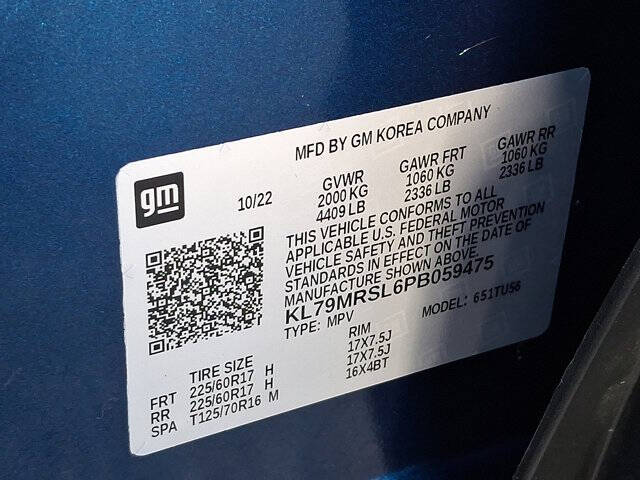 MFD BY GM KOREA COMPANY
gm
10/22
GVWR
2000 KG
4409 LB
GAWR FRT
1060 KG
2336 LB
GAWR RR
1060 KG
2336 LB
THIS VEHICLE CONFORMS TO ALL
APPLICABLE U.S. FEDERAL MOTOR
VEHICLE SAFETY AND THEFT PREVENTION
STANDARDS IN EFFECT ON THE DATE OF
MANUFACTURE SHOWN ABOVE.
KL79MRSL6PB059475
TYPE: MPV
MODEL: 651TU56
TIRE SIZE RIM
FRT 225/60R17 H 17X7.5J
RR 225/60R17 H 17X7.5J
SPA T125/70R16 M 16X4BT